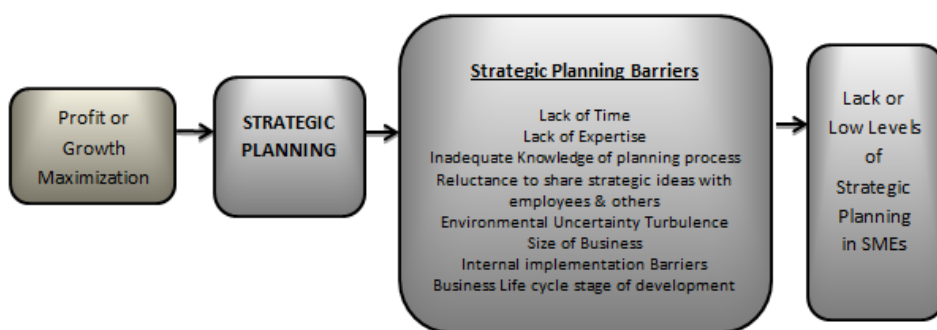 Profit or
Growth
Maximization
STRATEGIC
PLANNING
Strategic Planning Barriers
Lack of Time
Lack of Expertise
Inadequate Knowledge of planning process
Reluctance to share strategic ideas with
employees & others
Environmental Uncertainty Turbulence
Size of Business
Internal implementation Barriers
Business Life cycle stage of development
Lack or
Low Levels
of
Strategic
Planning
in SMEs